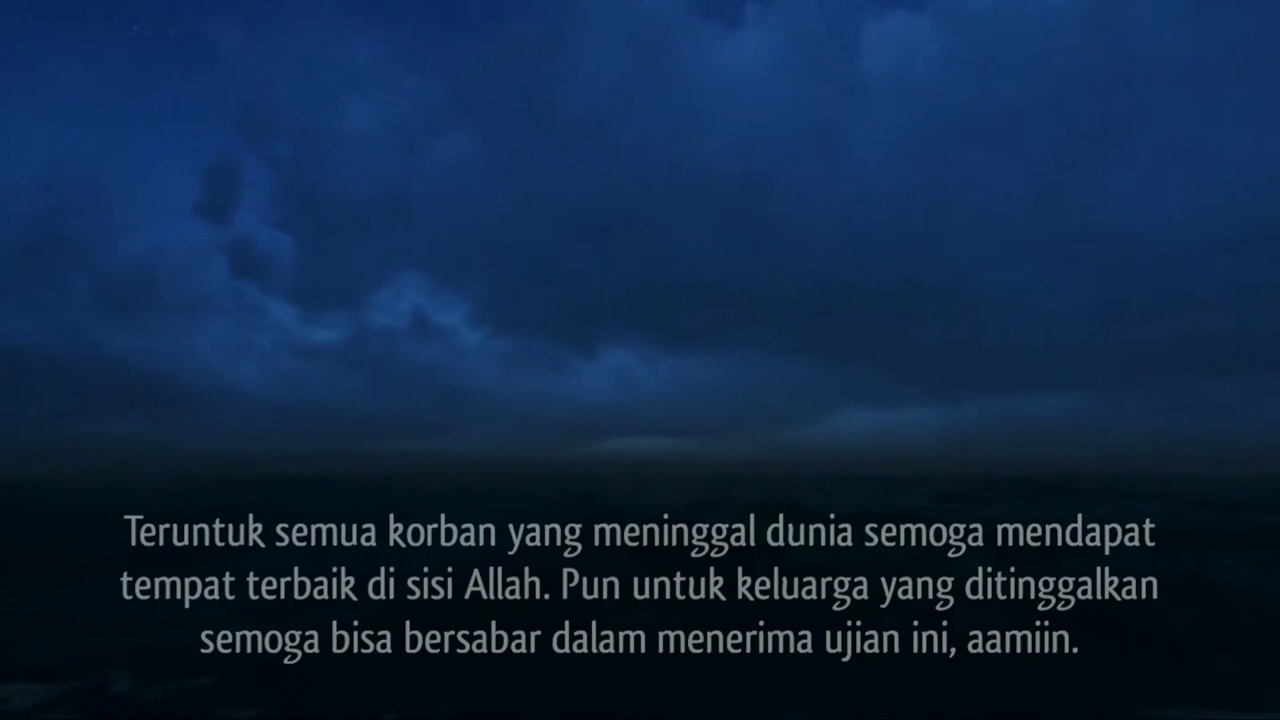 Teruntuk semua korban yang meninggal dunia semoga mendapat
tempat terbaik di sisi Allah. Pun untuk keluarga yang ditinggalkan
semoga bisa bersabar dalam menerima ujian ini, aamiin.